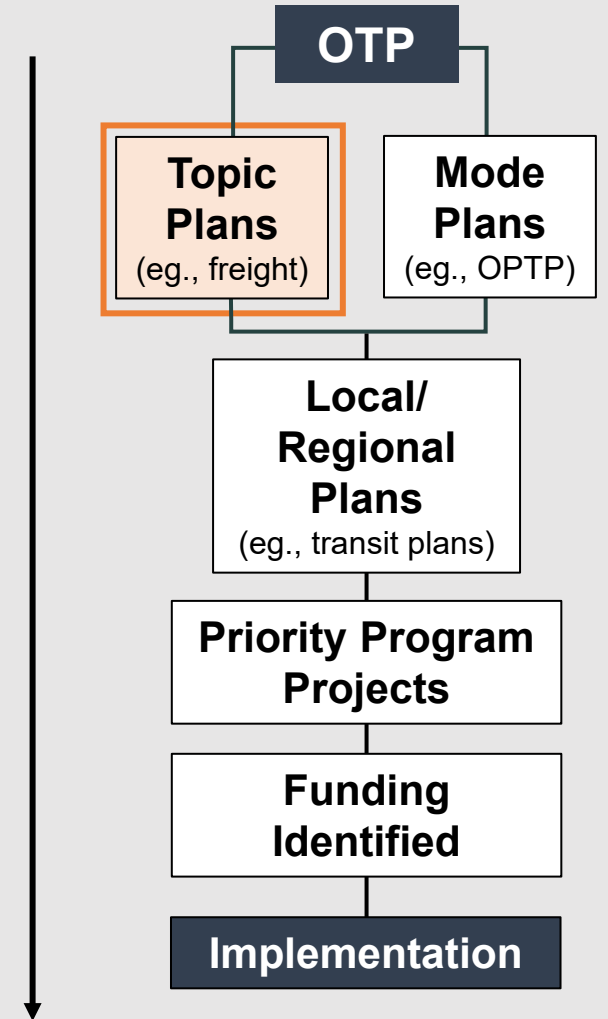 OTP
Topic
Plans
(eg., freight)
Mode
Plans
(eg., OPTP)
Local/
Regional
Plans
(eg., transit plans)
Priority Program
Projects
Funding
Identified
Implementation